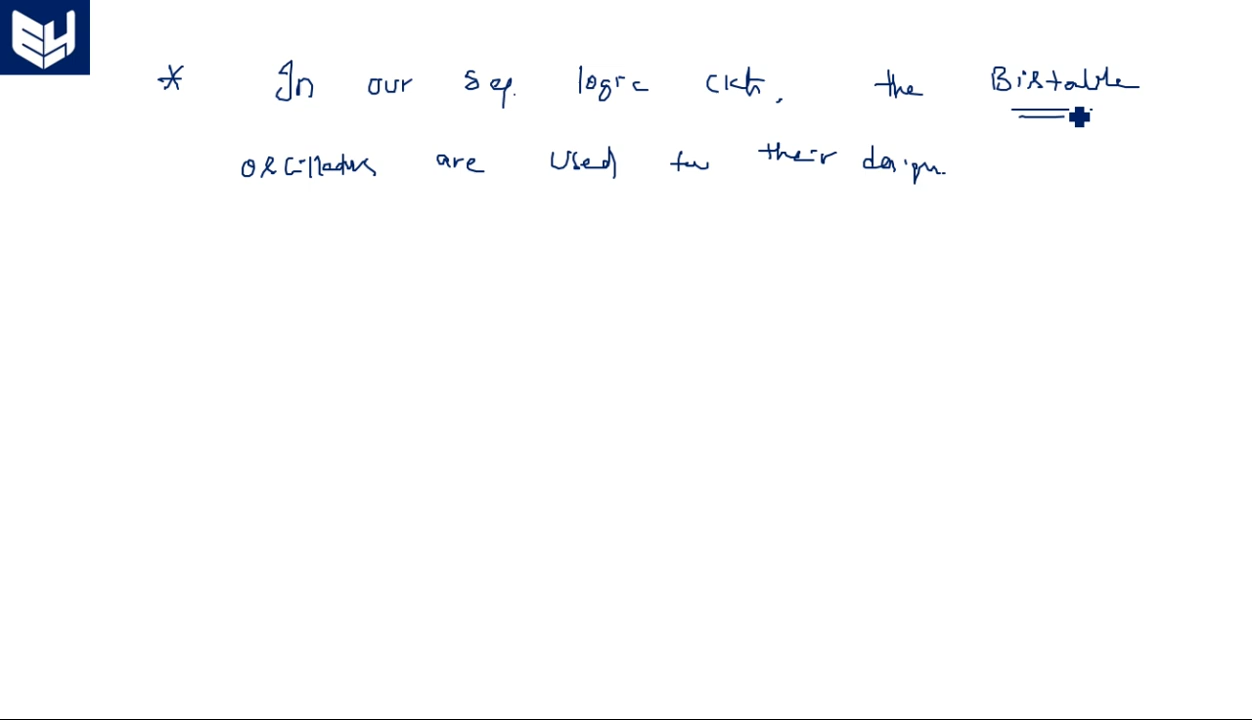 * In our seq. logic ckts, the Bistable
oscillators are used for their design.